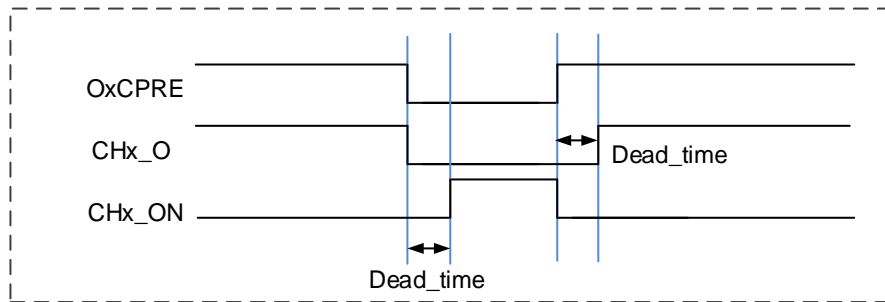 OxCPRE
CHx_O
Dead_time
CHx_ON
Dead_time